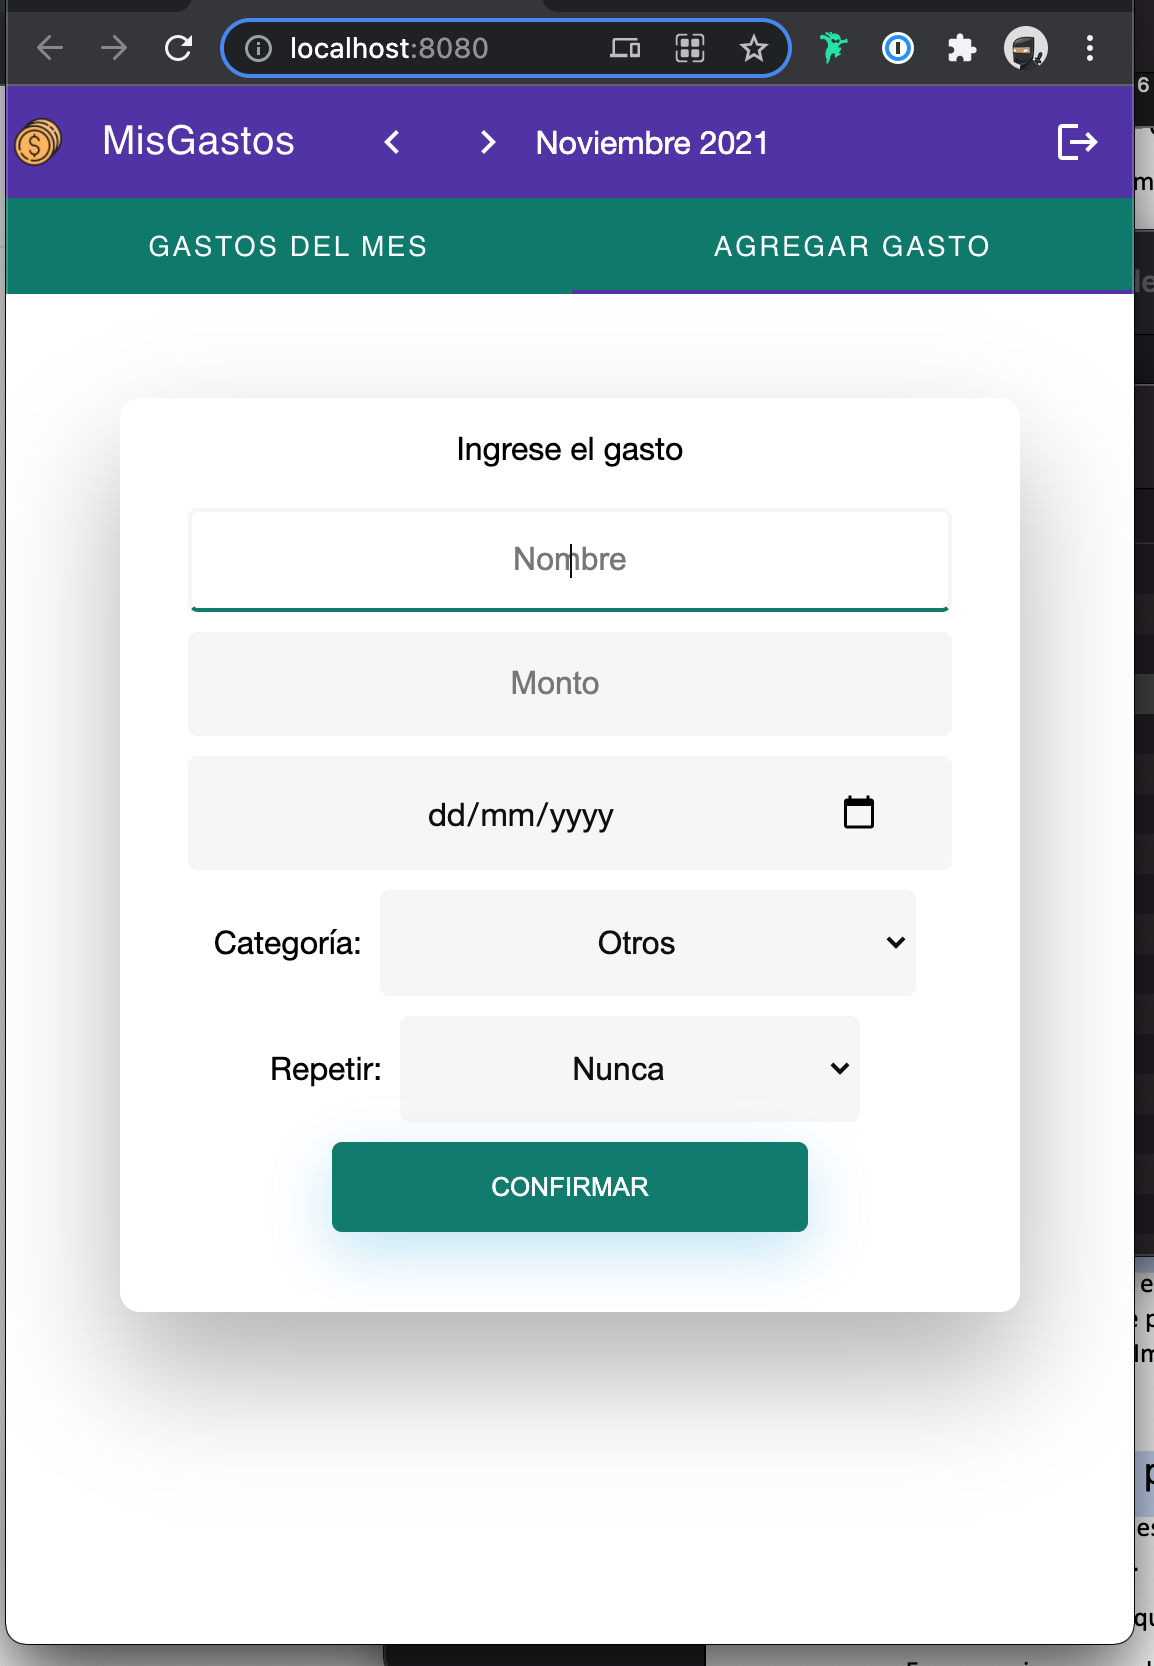 localhost:8080
MisGastos
Noviembre 2021
GASTOS DEL MES
AGREGAR GASTO
Ingrese el gasto
Nombre
Monto
dd/mm/yyyy
Categoría:
Otros
Repetir:
Nunca
CONFIRMAR